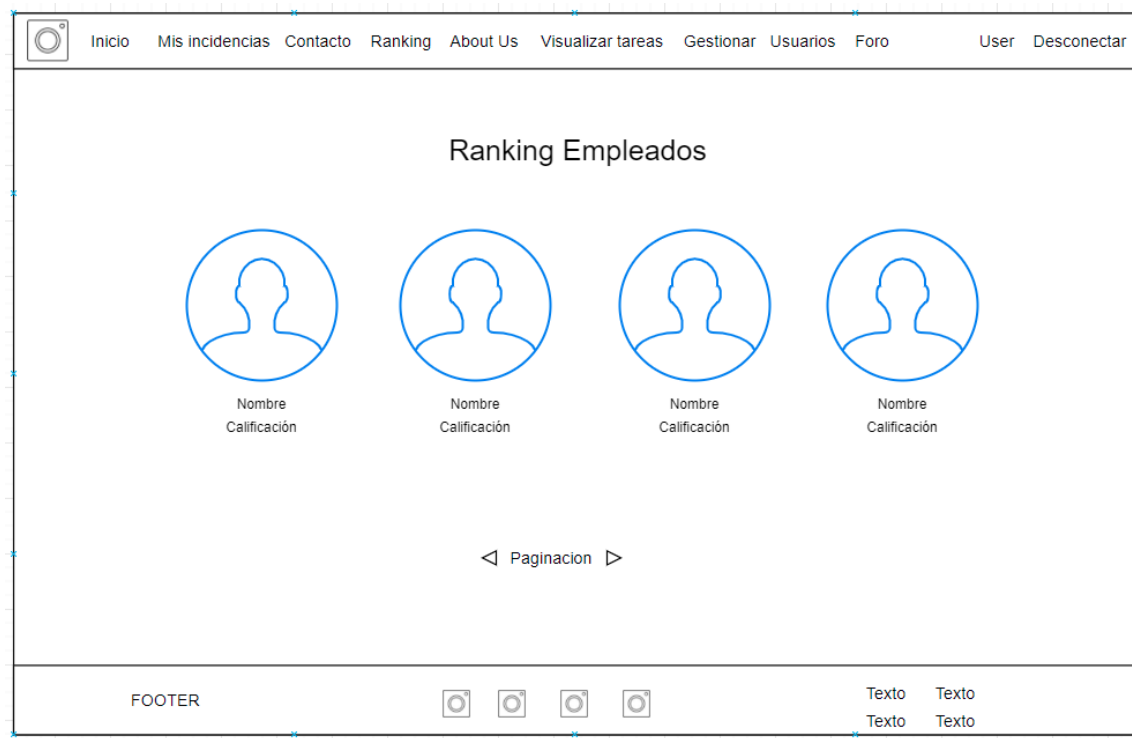 Inicio Mis incidencias Contacto Ranking About Us Visualizar tareas Gestionar Usuarios Foro User Desconectar
Ranking Empleados
Nombre Nombre Nombre Nombre
Calificación Calificación Calificación Calificación
Paginacion
FOOTER
Texto Texto
Texto Texto